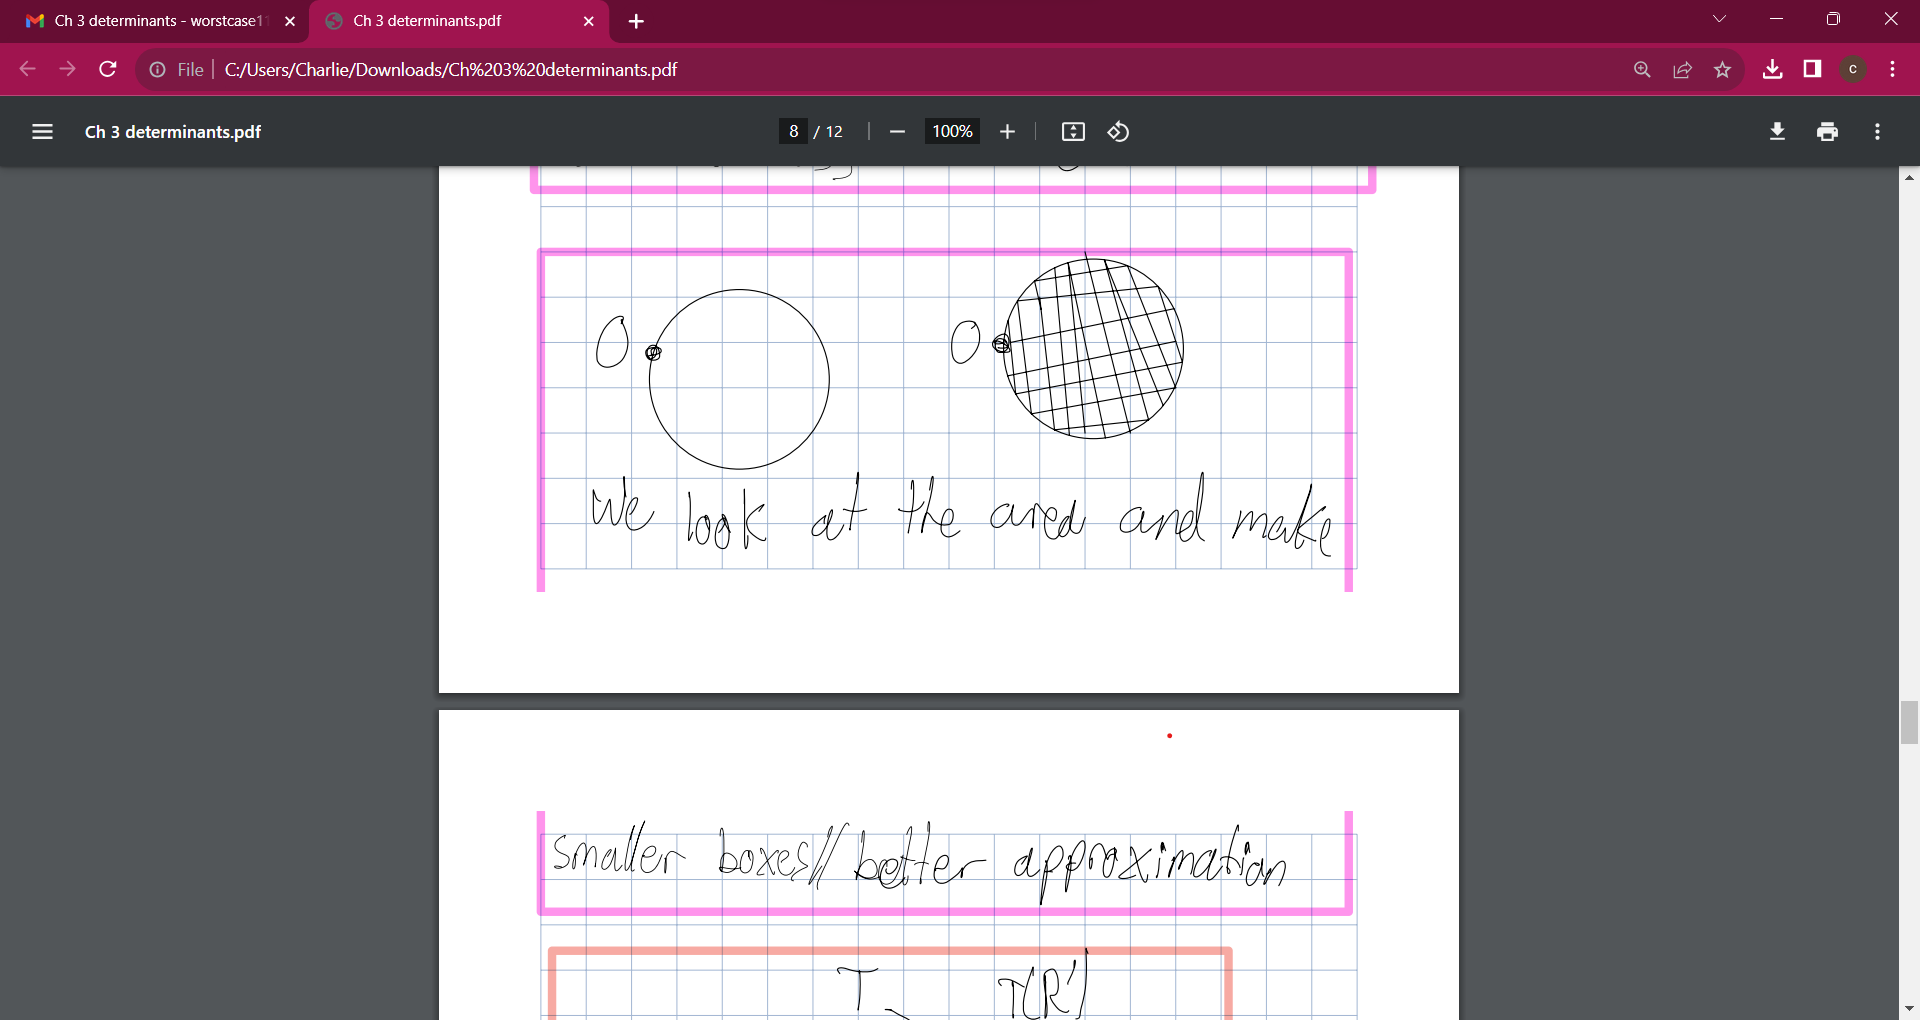 Ch 3 determinants - worstcase1
Ch 3 determinants.pdf
File
C:/Users/Charlie/Downloads/Ch%203%20determinants.pdf
C
Ch 3 determinants.pdf
8 / 12
100%
O
O
We look at the area and make
smaller boxes// better approximation
T
T(R')